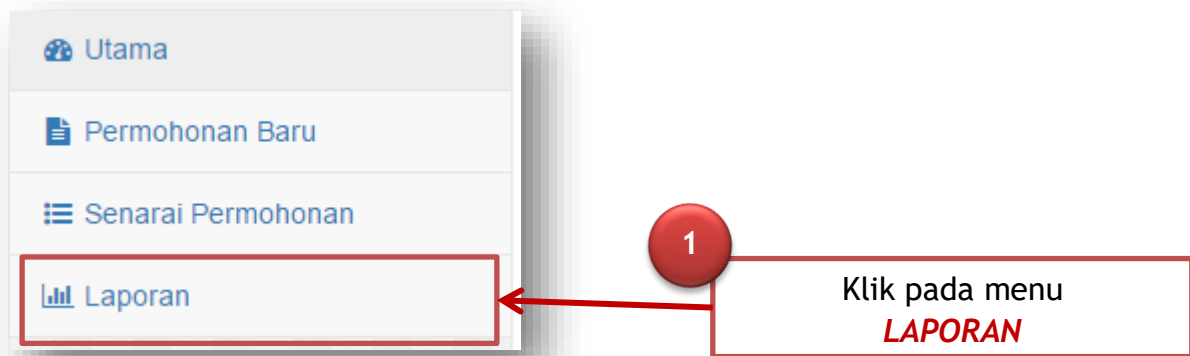 Utama
Permohonan Baru
Senarai Permohonan
Laporan
1
Klik pada menu
LAPORAN